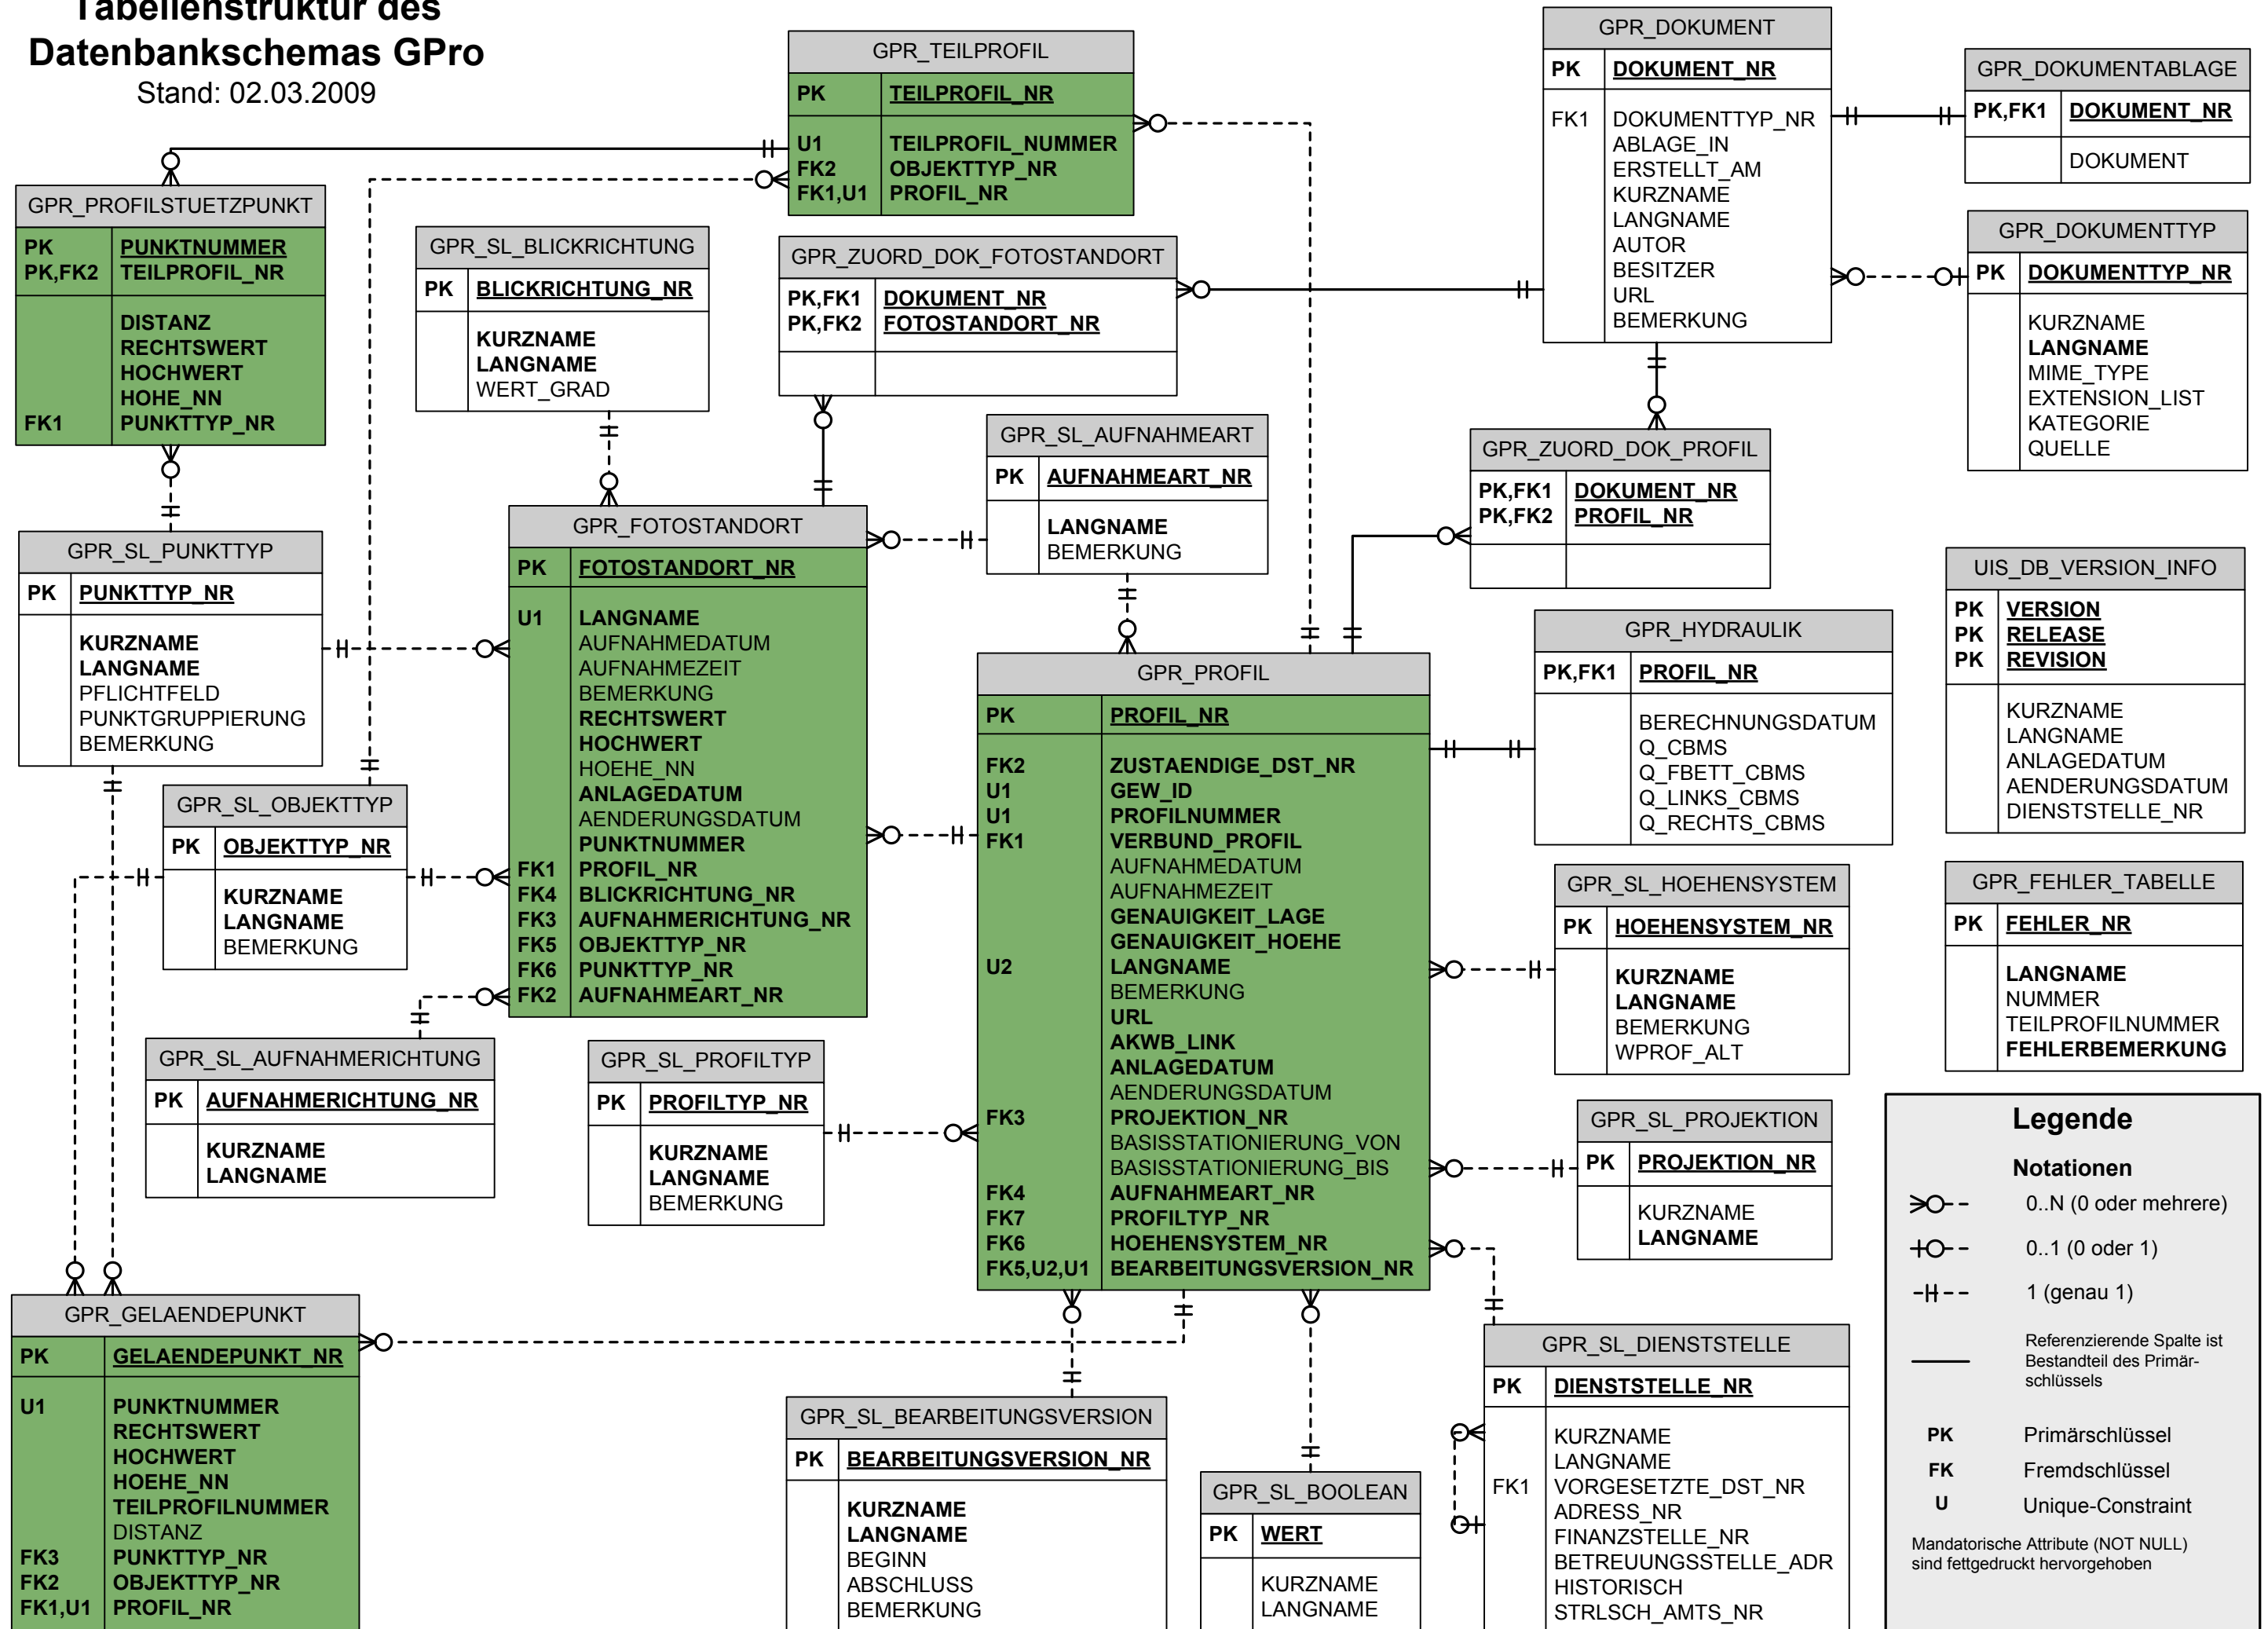 Tabellenstruktur des
Datenbankschemas GPro
Stand: 02.03.2009
GPR_TEILPROFIL
PK TEILPROFIL_NR
U1 TEILPROFIL_NUMMER
FK2 OBJEKTTYP_NR
FK1,U1 PROFIL_NR
GPR_DOKUMENT
PK DOKUMENT_NR
FK1 DOKUMENTTYP_NR
ABLAGE_IN
ERSTELLT_AM
KURZNAME
LANGNAME
AUTOR
BESITZER
URL
BEMERKUNG
GPR_DOKUMENTABLAGE
PK,FK1 DOKUMENT_NR
DOKUMENT
GPR_PROFILSTUETZPUNKT
PK PUNKTNUMMER
PK,FK2 TEILPROFIL_NR
DISTANZ
RECHTSWERT
HOCHWERT
HOHE_NN
FK1 PUNKTTYP_NR
GPR_SL_BLICKRICHTUNG
PK BLICKRICHTUNG_NR
KURZNAME
LANGNAME
WERT_GRAD
GPR_ZUORD_DOK_FOTOSTANDORT
PK,FK1 DOKUMENT_NR
PK,FK2 FOTOSTANDORT_NR
GPR_DOKUMENTTYP
PK DOKUMENTTYP_NR
KURZNAME
LANGNAME
MIME_TYPE
EXTENSION_LIST
KATEGORIE
QUELLE
GPR_SL_AUFNAHMEART
PK AUFNAHMEART_NR
LANGNAME
BEMERKUNG
GPR_ZUORD_DOK_PROFIL
PK,FK1 DOKUMENT_NR
PK,FK2 PROFIL_NR
GPR_SL_PUNKTTYP
PK PUNKTTYP_NR
KURZNAME
LANGNAME
PFLICHTFELD
PUNKTGRUPPIERUNG
BEMERKUNG
GPR_FOTOSTANDORT
PK FOTOSTANDORT_NR
U1 LANGNAME
AUFNAHMEDATUM
AUFNAHMEZEIT
BEMERKUNG
RECHTSWERT
HOCHWERT
HOEHE_NN
ANLAGEDATUM
AENDERUNGSDATUM
PUNKTNUMMER
FK1 PROFIL_NR
FK4 BLICKRICHTUNG_NR
FK3 AUFNAHMERICHTUNG_NR
FK5 OBJEKTTYP_NR
FK6 PUNKTTYP_NR
FK2 AUFNAHMEART_NR
UIS_DB_VERSION_INFO
PK VERSION
PK RELEASE
PK REVISION
KURZNAME
LANGNAME
ANLAGEDATUM
AENDERUNGSDATUM
DIENSTSTELLE_NR
GPR_HYDRAULIK
PK,FK1 PROFIL_NR
BERECHNUNGSDATUM
Q_CBMS
Q_FBETT_CBMS
Q_LINKS_CBMS
Q_RECHTS_CBMS
GPR_PROFIL
PK PROFIL_NR
FK2 ZUSTAENDIGE_DST_NR
U1 GEW_ID
U1 PROFILNUMMER
FK1 VERBUND_PROFIL
AUFNAHMEDATUM
AUFNAHMEZEIT
GENAUIGKEIT_LAGE
GENAUIGKEIT_HOEHE
U2 LANGNAME
BEMERKUNG
URL
AKWB_LINK
ANLAGEDATUM
AENDERUNGSDATUM
FK3 PROJEKTION_NR
BASISSTATIONIERUNG_VON
BASISSTATIONIERUNG_BIS
FK4 AUFNAHMEART_NR
FK7 PROFILTYP_NR
FK6 HOEHENSYSTEM_NR
FK5,U2,U1 BEARBEITUNGSVERSION_NR
GPR_SL_OBJEKTTYP
PK OBJEKTTYP_NR
KURZNAME
LANGNAME
BEMERKUNG
GPR_SL_HOEHENSYSTEM
PK HOEHENSYSTEM_NR
KURZNAME
LANGNAME
BEMERKUNG
WPROF_ALT
GPR_FEHLER_TABELLE
PK FEHLER_NR
LANGNAME
NUMMER
TEILPROFILNUMMER
FEHLERBEMERKUNG
GPR_SL_AUFNAHMERICHTUNG
PK AUFNAHMERICHTUNG_NR
KURZNAME
LANGNAME
GPR_SL_PROFILTYP
PK PROFILTYP_NR
KURZNAME
LANGNAME
BEMERKUNG
GPR_SL_PROJEKTION
PK PROJEKTION_NR
KURZNAME
LANGNAME
GPR_GELAENDEPUNKT
PK GELAENDEPUNKT_NR
U1 PUNKTNUMMER
RECHTSWERT
HOCHWERT
HOEHE_NN
TEILPROFILNUMMER
DISTANZ
FK3 PUNKTTYP_NR
FK2 OBJEKTTYP_NR
FK1,U1 PROFIL_NR
GPR_SL_BEARBEITUNGSVERSION
PK BEARBEITUNGSVERSION_NR
KURZNAME
LANGNAME
BEGINN
ABSCHLUSS
BEMERKUNG
GPR_SL_BOOLEAN
PK WERT
KURZNAME
LANGNAME
GPR_SL_DIENSTSTELLE
PK DIENSTSTELLE_NR
KURZNAME
LANGNAME
FK1 VORGESETZTE_DST_NR
ADRESS_NR
FINANZSTELLE_NR
BETREUUNGSSTELLE_ADR
HISTORISCH
STRLSCH_AMTS_NR
Legende
Notationen
0..N (0 oder mehrere)
0..1 (0 oder 1)
1 (genau 1)
Referenzierende Spalte ist
Bestandteil des Primär-
schlüssels
PK Primärschlüssel
FK Fremdschlüssel
U Unique-Constraint
Mandatorische Attribute (NOT NULL)
sind fettgedruckt hervorgehoben